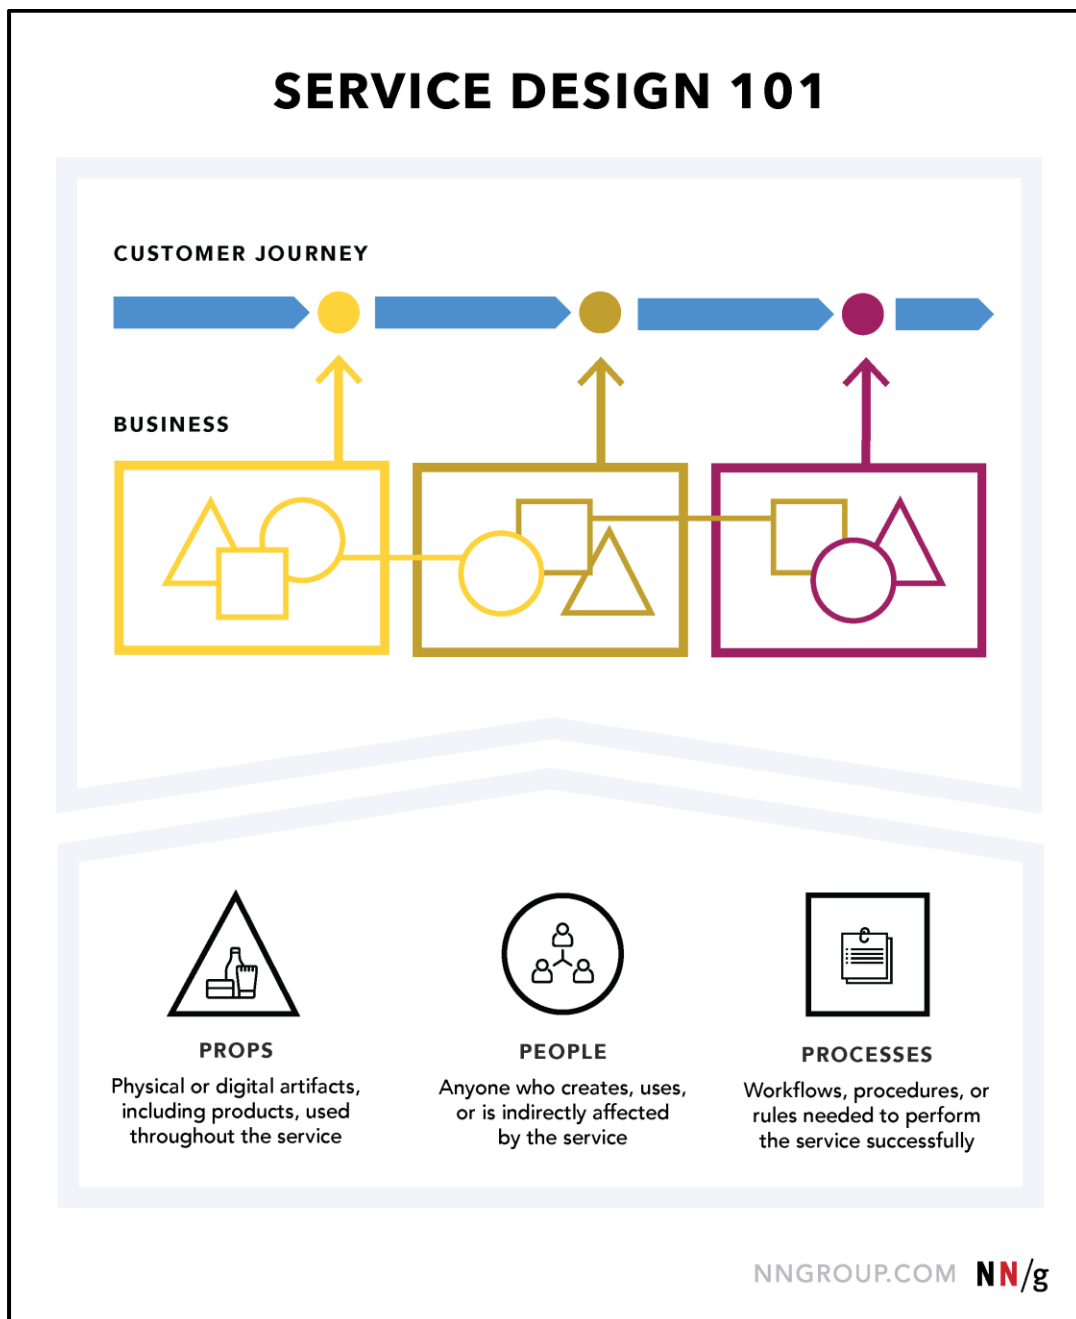 SERVICE DESIGN 101
CUSTOMER JOURNEY
BUSINESS
PROPS
Physical or digital artifacts,
including products, used
throughout the service
PEOPLE
Anyone who creates, uses,
or is indirectly affected
by the service
PROCESSES
Workflows, procedures, or
rules needed to perform
the service successfully
NNGROUP.COM NN/g